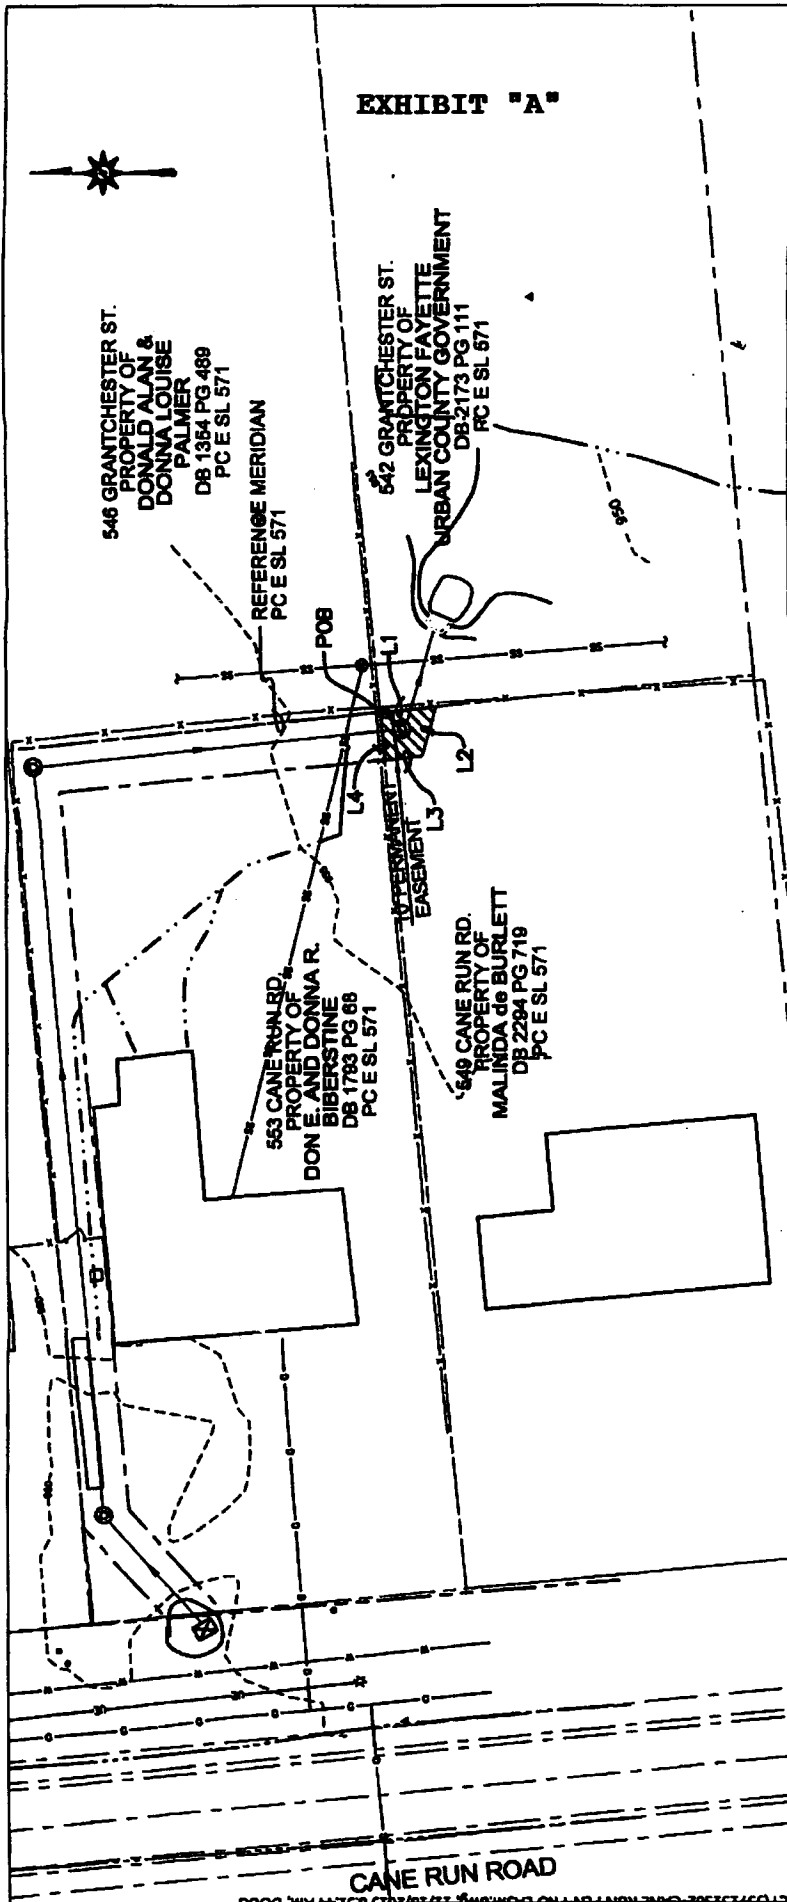 EXHIBIT "A"
546 GRANTCHESTER ST.
PROPERTY OF
DONALD ALAN &
DONNA LOUISE
PALMER
DB 1354 PG 489
PC E SL 571
REFERENCE MERIDIAN
PC E SL 571
POB
542 GRANTCHESTER ST.
PROPERTY OF
LEXINGTON FAYETTE
URBAN COUNTY GOVERNMENT
DB 2173 PG 111
PC E SL 571
950
L1
L2
L3
L4
10' PERMANENT
EASEMENT
553 CANE RUN RD.
PROPERTY OF
DON E. AND DONNA R.
BIBERSTINE
DB 1793 PG 68
PC E SL 571
549 CANE RUN RD.
PROPERTY OF
MALINDA de BURLETT
DB 2294 PG 719
PC E SL 571
CANE RUN ROAD